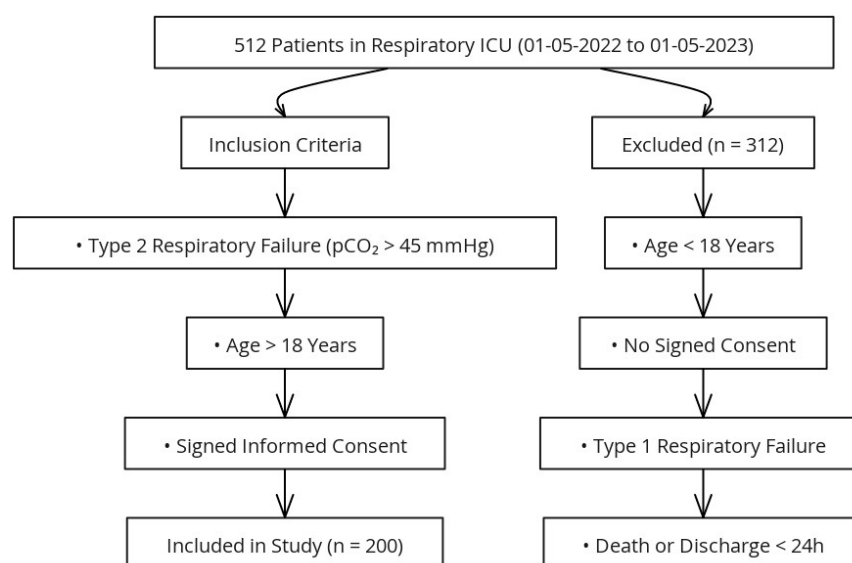 512 Patients in Respiratory ICU (01-05-2022 to 01-05-2023)
Inclusion Criteria
• Type 2 Respiratory Failure (pCO₂ > 45 mmHg)
• Age > 18 Years
• Signed Informed Consent
Included in Study (n = 200)
Excluded (n = 312)
• Age < 18 Years
• No Signed Consent
• Type 1 Respiratory Failure
• Death or Discharge < 24h